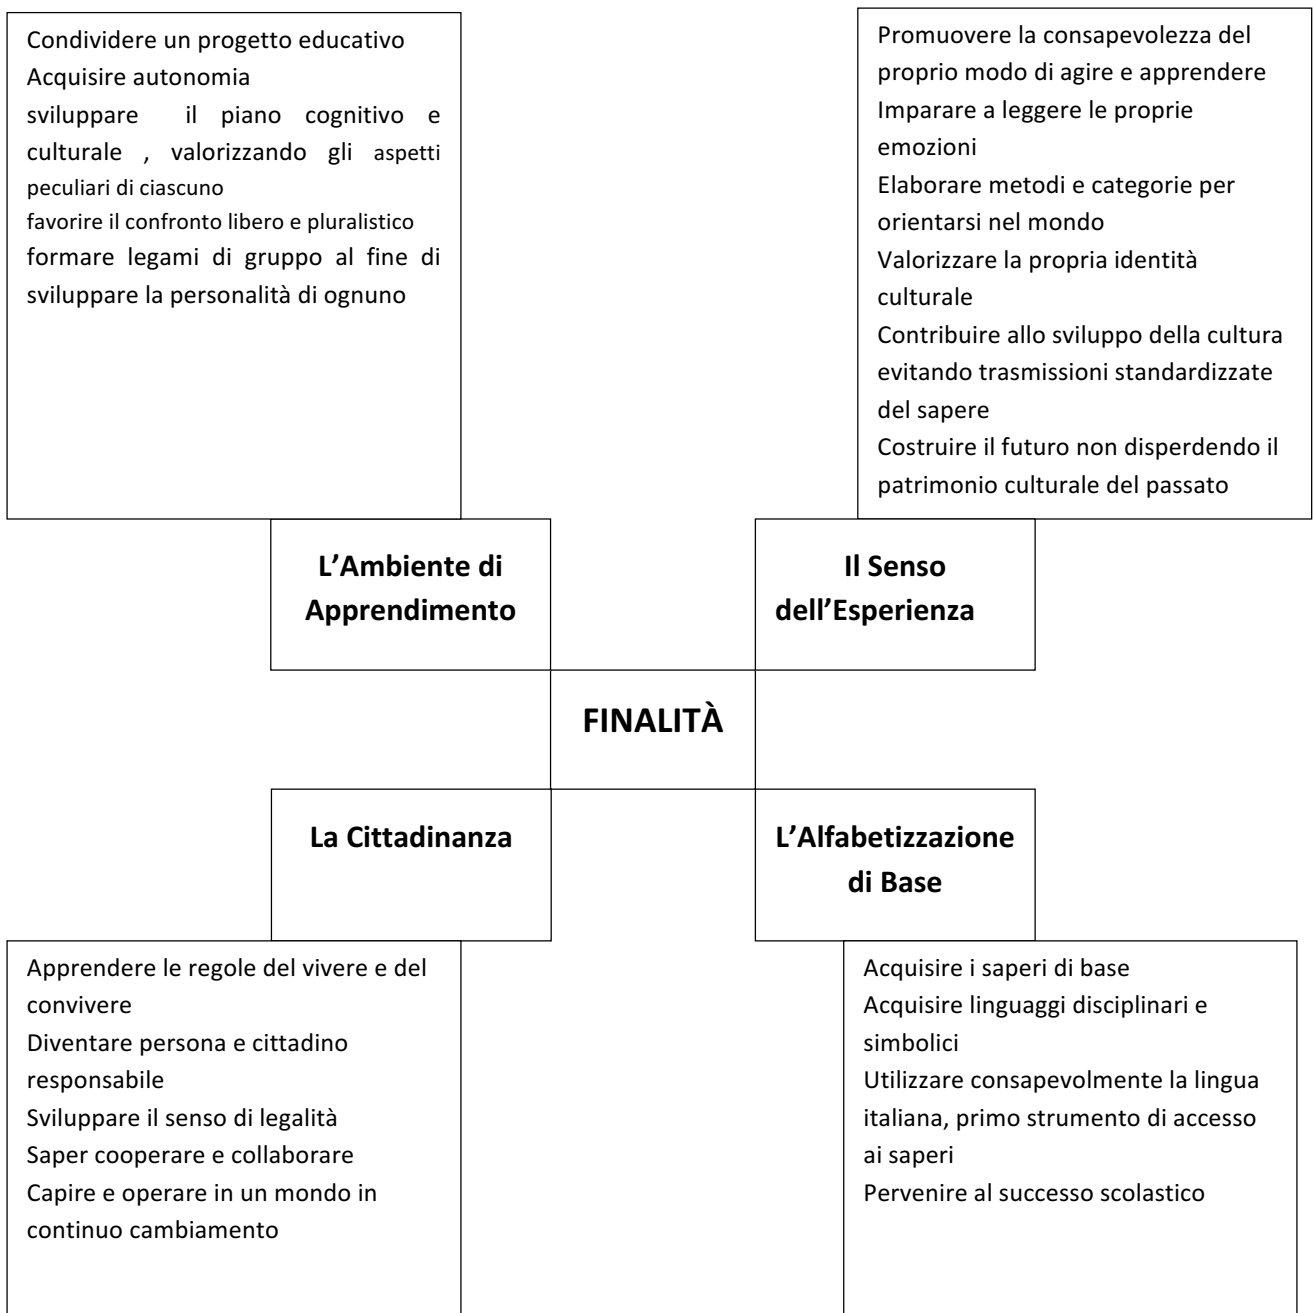 Condividere un progetto educativo
Acquisire autonomia
sviluppare il piano cognitivo e
culturale , valorizzando gli aspetti
peculiari di ciascuno
favorire il confronto libero e pluralistico
formare legami di gruppo al fine di
sviluppare la personalità di ognuno
Promuovere la consapevolezza del
proprio modo di agire e apprendere
Imparare a leggere le proprie
emozioni
Elaborare metodi e categorie per
orientarsi nel mondo
Valorizzare la propria identità
culturale
Contribuire allo sviluppo della cultura
evitando trasmissioni standardizzate
del sapere
Costruire il futuro non disperdendo il
patrimonio culturale del passato
L’Ambiente di
Apprendimento
Il Senso
dell’Esperienza
FINALITÀ
La Cittadinanza
L’Alfabetizzazione
di Base
Apprendere le regole del vivere e del
convivere
Diventare persona e cittadino
responsabile
Sviluppare il senso di legalità
Saper cooperare e collaborare
Capire e operare in un mondo in
continuo cambiamento
Acquisire i saperi di base
Acquisire linguaggi disciplinari e
simbolici
Utilizzare consapevolmente la lingua
italiana, primo strumento di accesso
ai saperi
Pervenire al successo scolastico